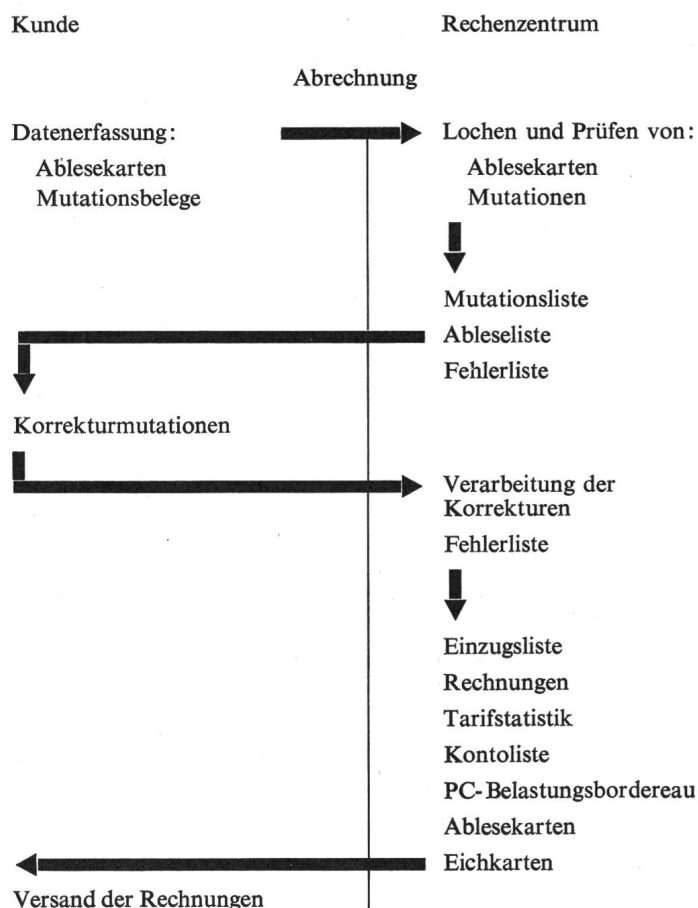 Kunde
Rechenzentrum
Abrechnung
Datenerfassung:
Ablesekarten
Mutationsbelege
Lochen und Prüfen von:
Ablesekarten
Mutationen
Mutationsliste
Ableseliste
Fehlerliste
Korrekturmutationen
Verarbeitung der
Korrekturen
Fehlerliste
Einzugsliste
Rechnungen
Tarifstatistik
Kontoliste
PC-Belastungsbordereau
Ablesekarten
Eichkarten
Versand der Rechnungen